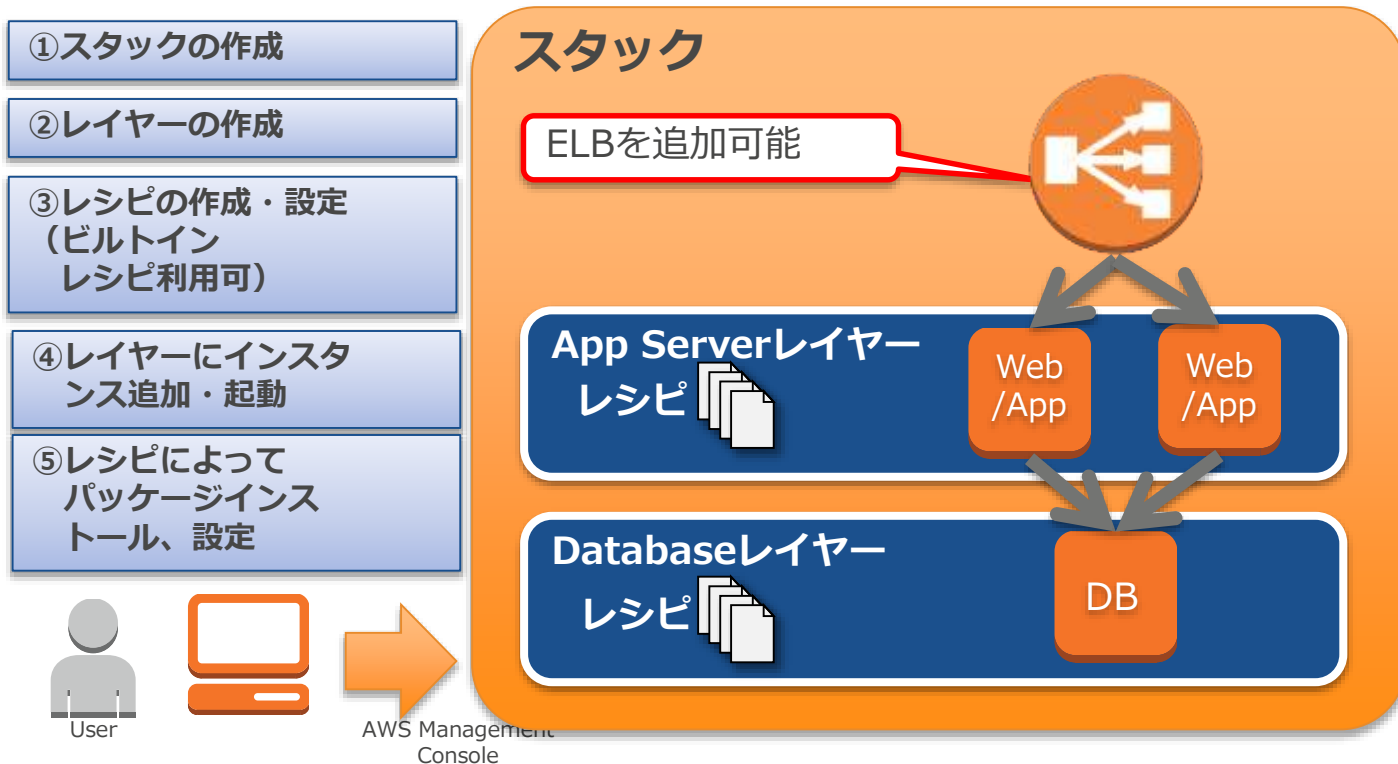 ①スタックの作成
②レイヤーの作成
③レシピの作成・設定
（ビルトイン
レシピ利用可）
④レイヤーにインスタ
ンス追加・起動
⑤レシピによって
パッケージインス
トール、設定
User
AWS Management
Console
スタック
ELBを追加可能
App Serverレイヤー
レシピ
Web
/App
Web
/App
Databaseレイヤー
レシピ
DB